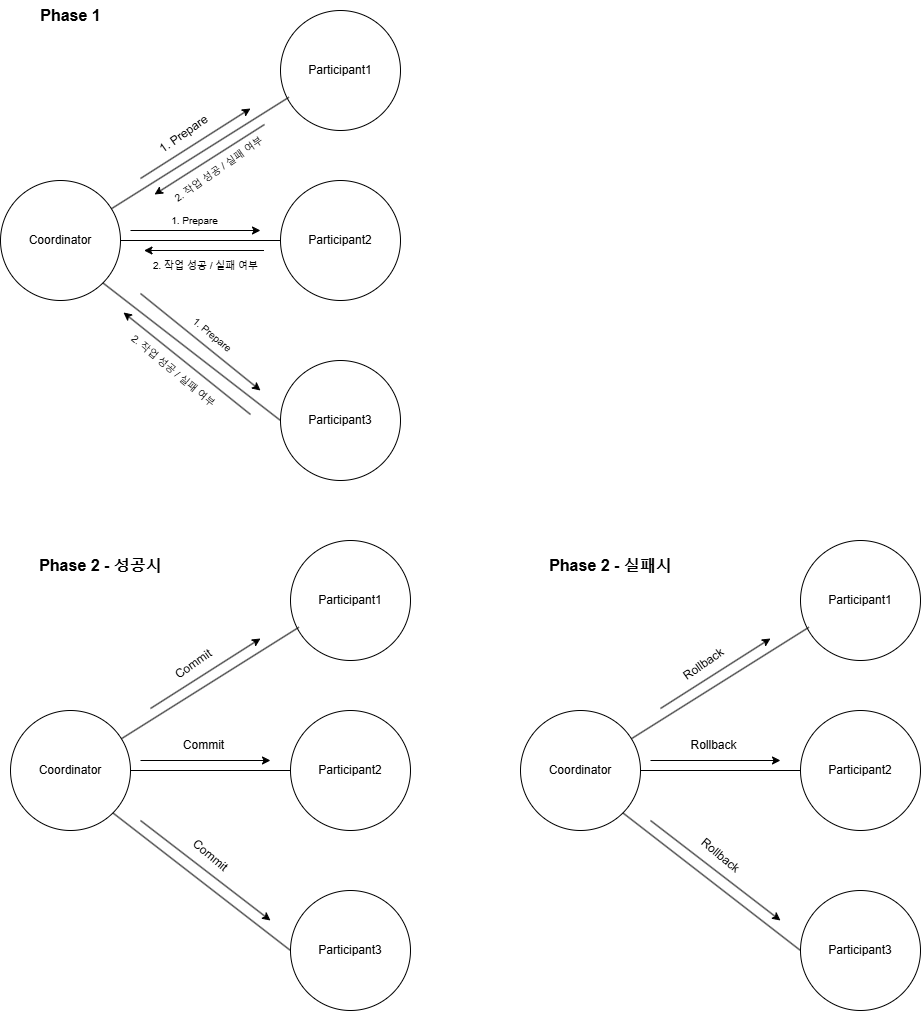 Phase 1
Participant1
1. Prepare
2. 작업 성공 / 실패 여부
Coordinator
1. Prepare
2. 작업 성공 / 실패 여부
Participant2
1. Prepare
2. 작업 성공 / 실패 여부
Participant3
Phase 2 - 성공시
Participant1
Commit
Coordinator
Commit
Participant2
Commit
Participant3
Phase 2 - 실패시
Participant1
Rollback
Coordinator
Rollback
Participant2
Rollback
Participant3